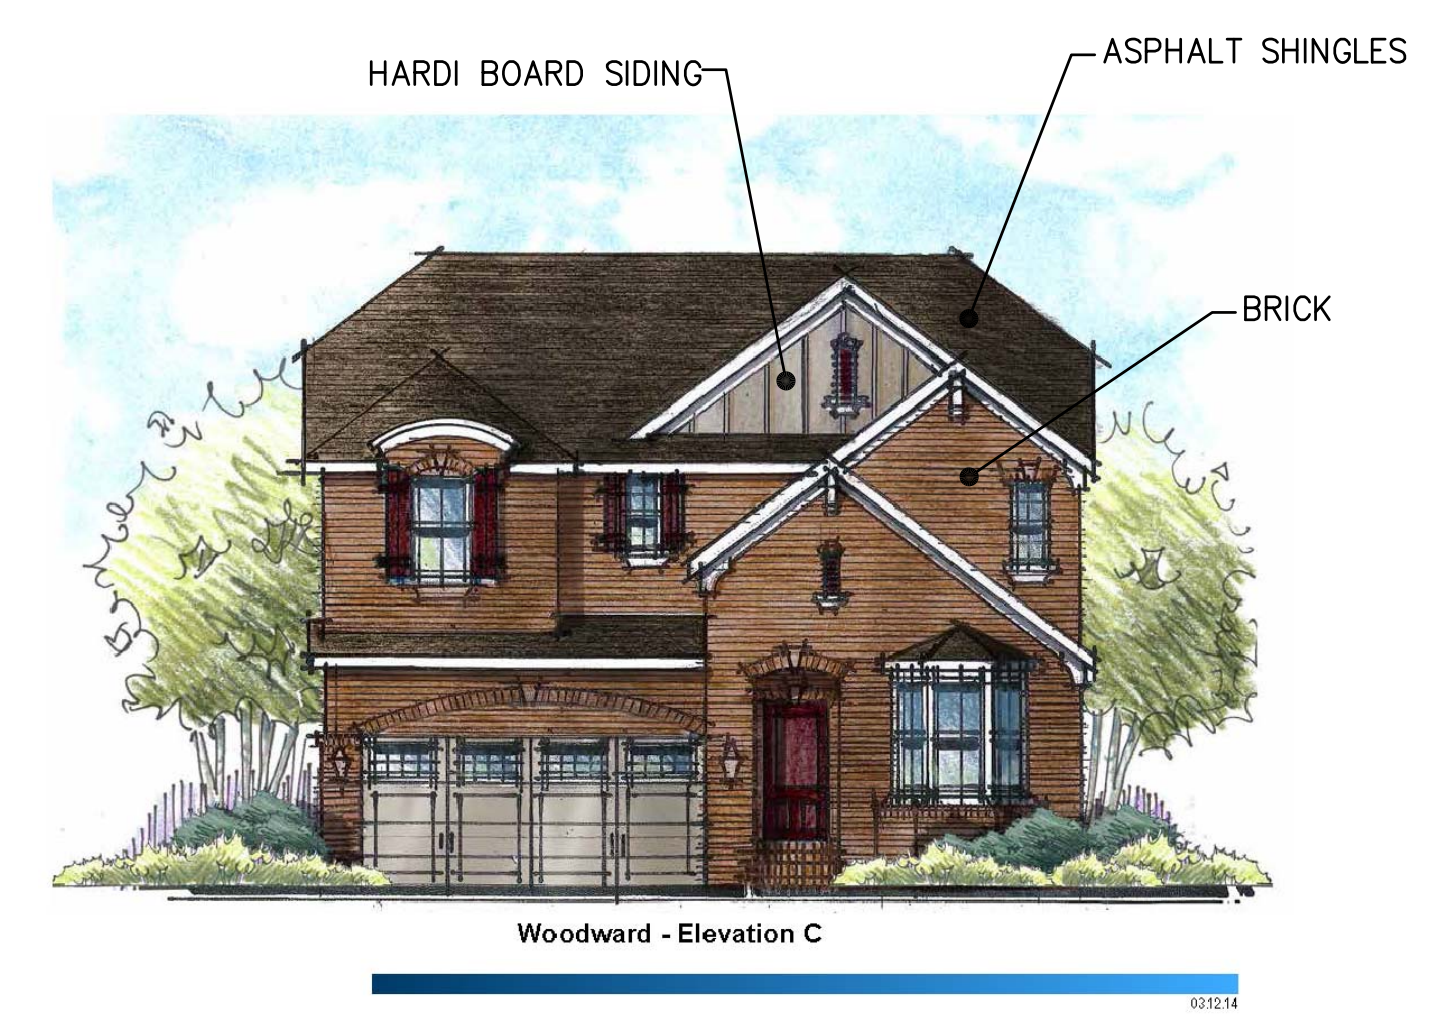 ASPHALT SHINGLES
HARDI BOARD SIDING
BRICK
Woodward - Elevation C
03.12.14